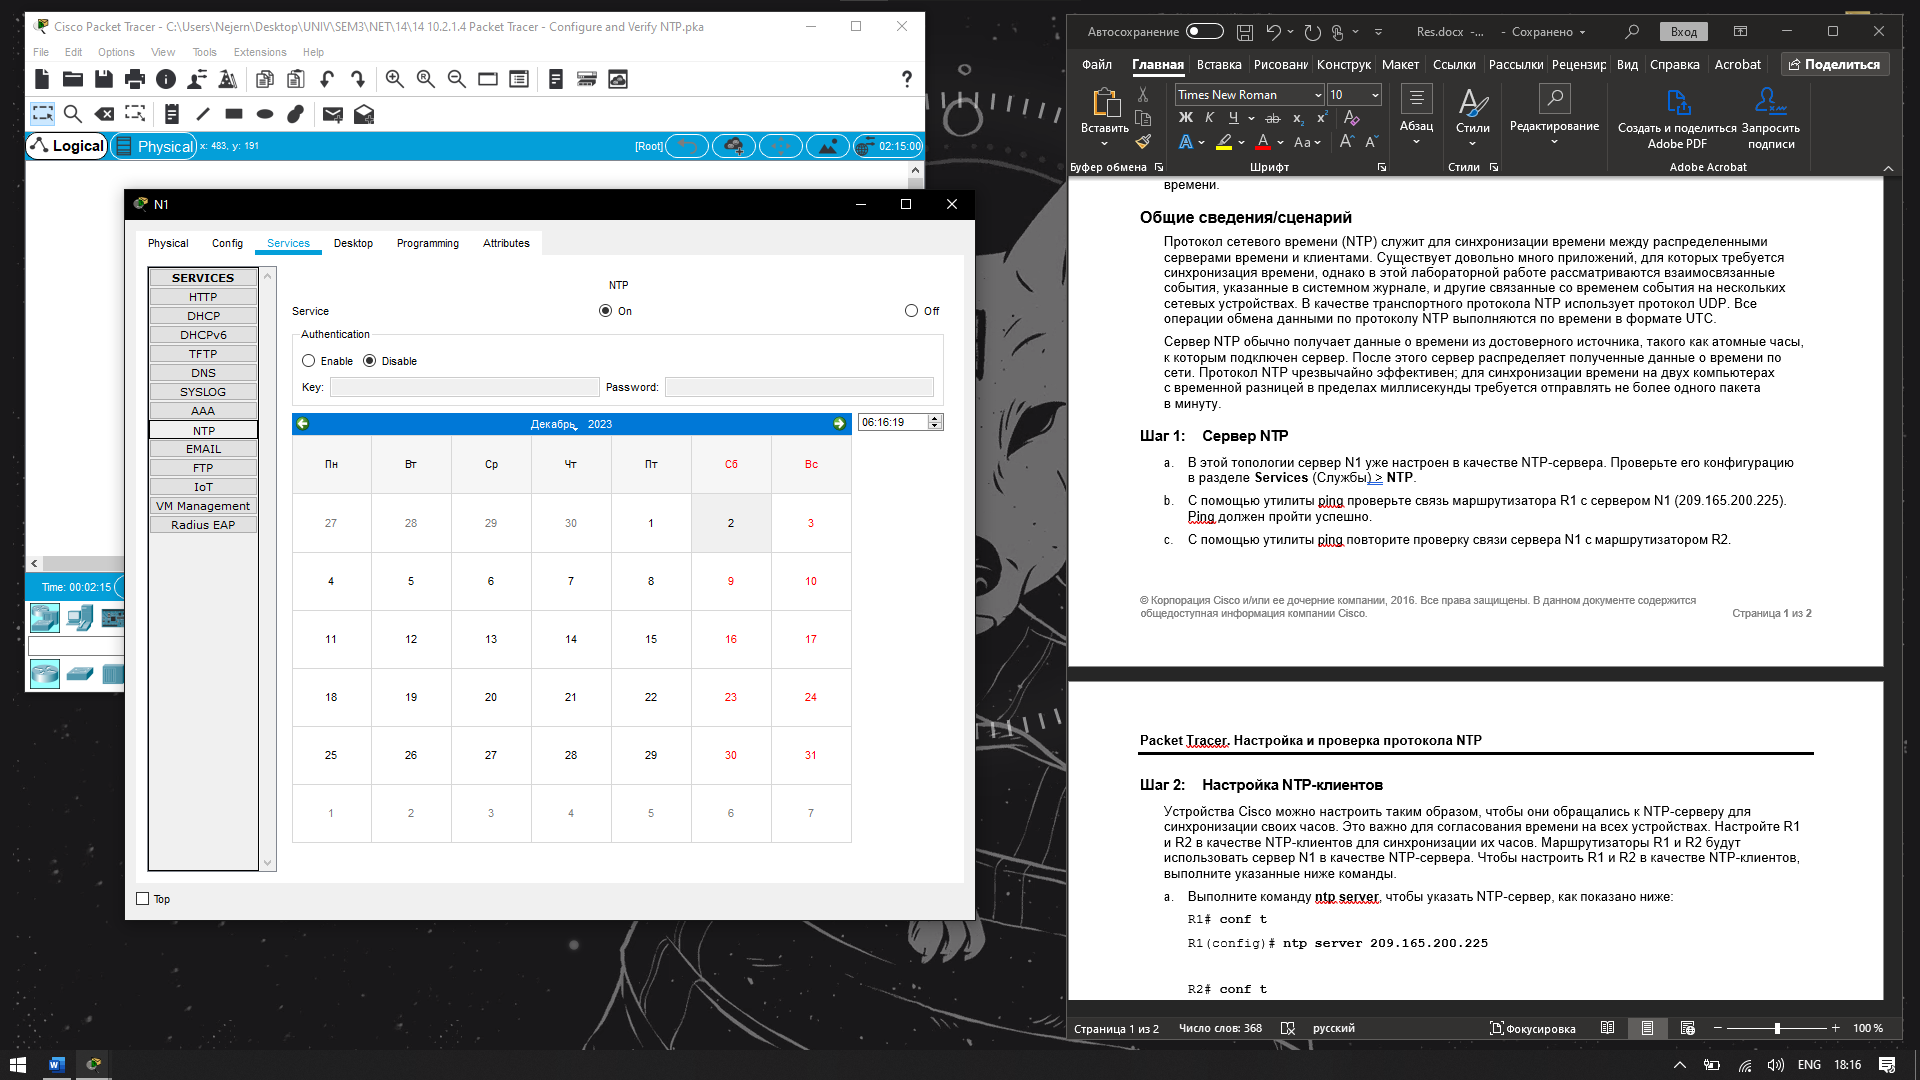 Cisco Packet Tracer - C:\Users\Nejern\Desktop\UNIV\SEM3\NET\14\14 10.2.1.4 Packet Tracer - Configure and Verify NTP.pka
File Edit Options View Tools Extensions Help
?
Logical Physical x: 483, y: 191 [Root] 02:15:00
N1
Physical Config Services Desktop Programming Attributes
SERVICES
HTTP
DHCP
DHCPv6
TFTP
DNS
SYSLOG
AAA
NTP
EMAIL
FTP
IoT
VM Management
Radius EAP
NTP
Service On Off
Authentication
Enable Disable
Key: Password:
Декабрь 2023 06:16:19
Пн Вт Ср Чт Пт Сб Вс
27 28 29 30 1 2 3
4 5 6 7 8 9 10
11 12 13 14 15 16 17
18 19 20 21 22 23 24
25 26 27 28 29 30 31
1 2 3 4 5 6 7
Top
Time: 00:02:15
Автосохранение Res.docx -... - Сохранено Вход
Файл Главная Вставка Рисовани Конструк Макет Ссылки Рассылки Рецензир Вид Справка Acrobat Поделиться
Вставить
Буфер обмена
Times New Roman 10
Ж К Ч ab x₂ x²
A A Aa A A
Шрифт
Абзац
Стили
Стили
Редактирование
Создать и поделиться Adobe PDF
Запросить подписи
Adobe Acrobat
времени.
Общие сведения/сценарий
Протокол сетевого времени (NTP) служит для синхронизации времени между распределенными
серверами времени и клиентами. Существует довольно много приложений, для которых требуется
синхронизация времени, однако в этой лабораторной работе рассматриваются взаимосвязанные
события, указанные в системном журнале, и другие связанные со временем события на нескольких
сетевых устройствах. В качестве транспортного протокола NTP использует протокол UDP. Все
операции обмена данными по протоколу NTP выполняются по времени в формате UTC.
Сервер NTP обычно получает данные о времени из достоверного источника, такого как атомные часы,
к которым подключен сервер. После этого сервер распределяет полученные данные о времени по
сети. Протокол NTP чрезвычайно эффективен; для синхронизации времени на двух компьютерах
с временной разницей в пределах миллисекунды требуется отправлять не более одного пакета
в минуту.
Шаг 1: Сервер NTP
a. В этой топологии сервер N1 уже настроен в качестве NTP-сервера. Проверьте его конфигурацию
в разделе Services (Службы) > NTP.
b. С помощью утилиты ping проверьте связь маршрутизатора R1 с сервером N1 (209.165.200.225).
Ping должен пройти успешно.
c. С помощью утилиты ping повторите проверку связи сервера N1 с маршрутизатором R2.
© Корпорация Cisco и/или ее дочерние компании, 2016. Все права защищены. В данном документе содержится
общедоступная информация компании Cisco. Страница 1 из 2
Packet Tracer. Настройка и проверка протокола NTP
Шаг 2: Настройка NTP-клиентов
Устройства Cisco можно настроить таким образом, чтобы они обращались к NTP-серверу для
синхронизации своих часов. Это важно для согласования времени на всех устройствах. Настройте R1
и R2 в качестве NTP-клиентов для синхронизации их часов. Маршрутизаторы R1 и R2 будут
использовать сервер N1 в качестве NTP-сервера. Чтобы настроить R1 и R2 в качестве NTP-клиентов,
выполните указанные ниже команды.
a. Выполните команду ntp server, чтобы указать NTP-сервер, как показано ниже:
R1# conf t
R1(config)# ntp server 209.165.200.225
R2# conf t
Страница 1 из 2 Число слов: 368 русский Фокусировка 100 %
ENG 18:16